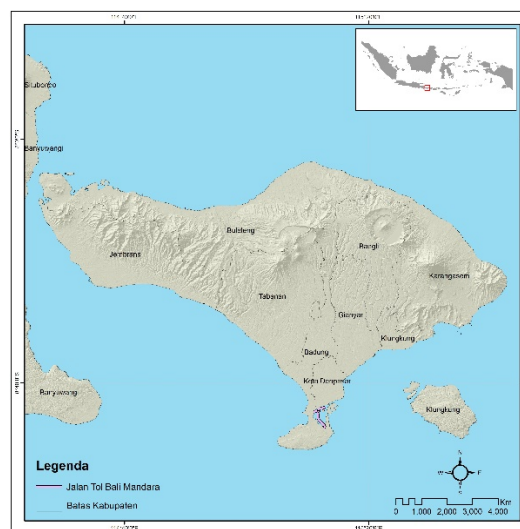 Situbondo
Banyuwangi
Buleleng
Bangli
Jembrana
Karangasem
Tabanan
Gianyar
Klungkung
Badung
Kota Denpasar
Banyuwangi
Klungkung
Legenda
Jalan Tol Bali Mandara
Batas Kabupaten
N
W
E
S
0 1,000 2,000 3,000 4,000
Km